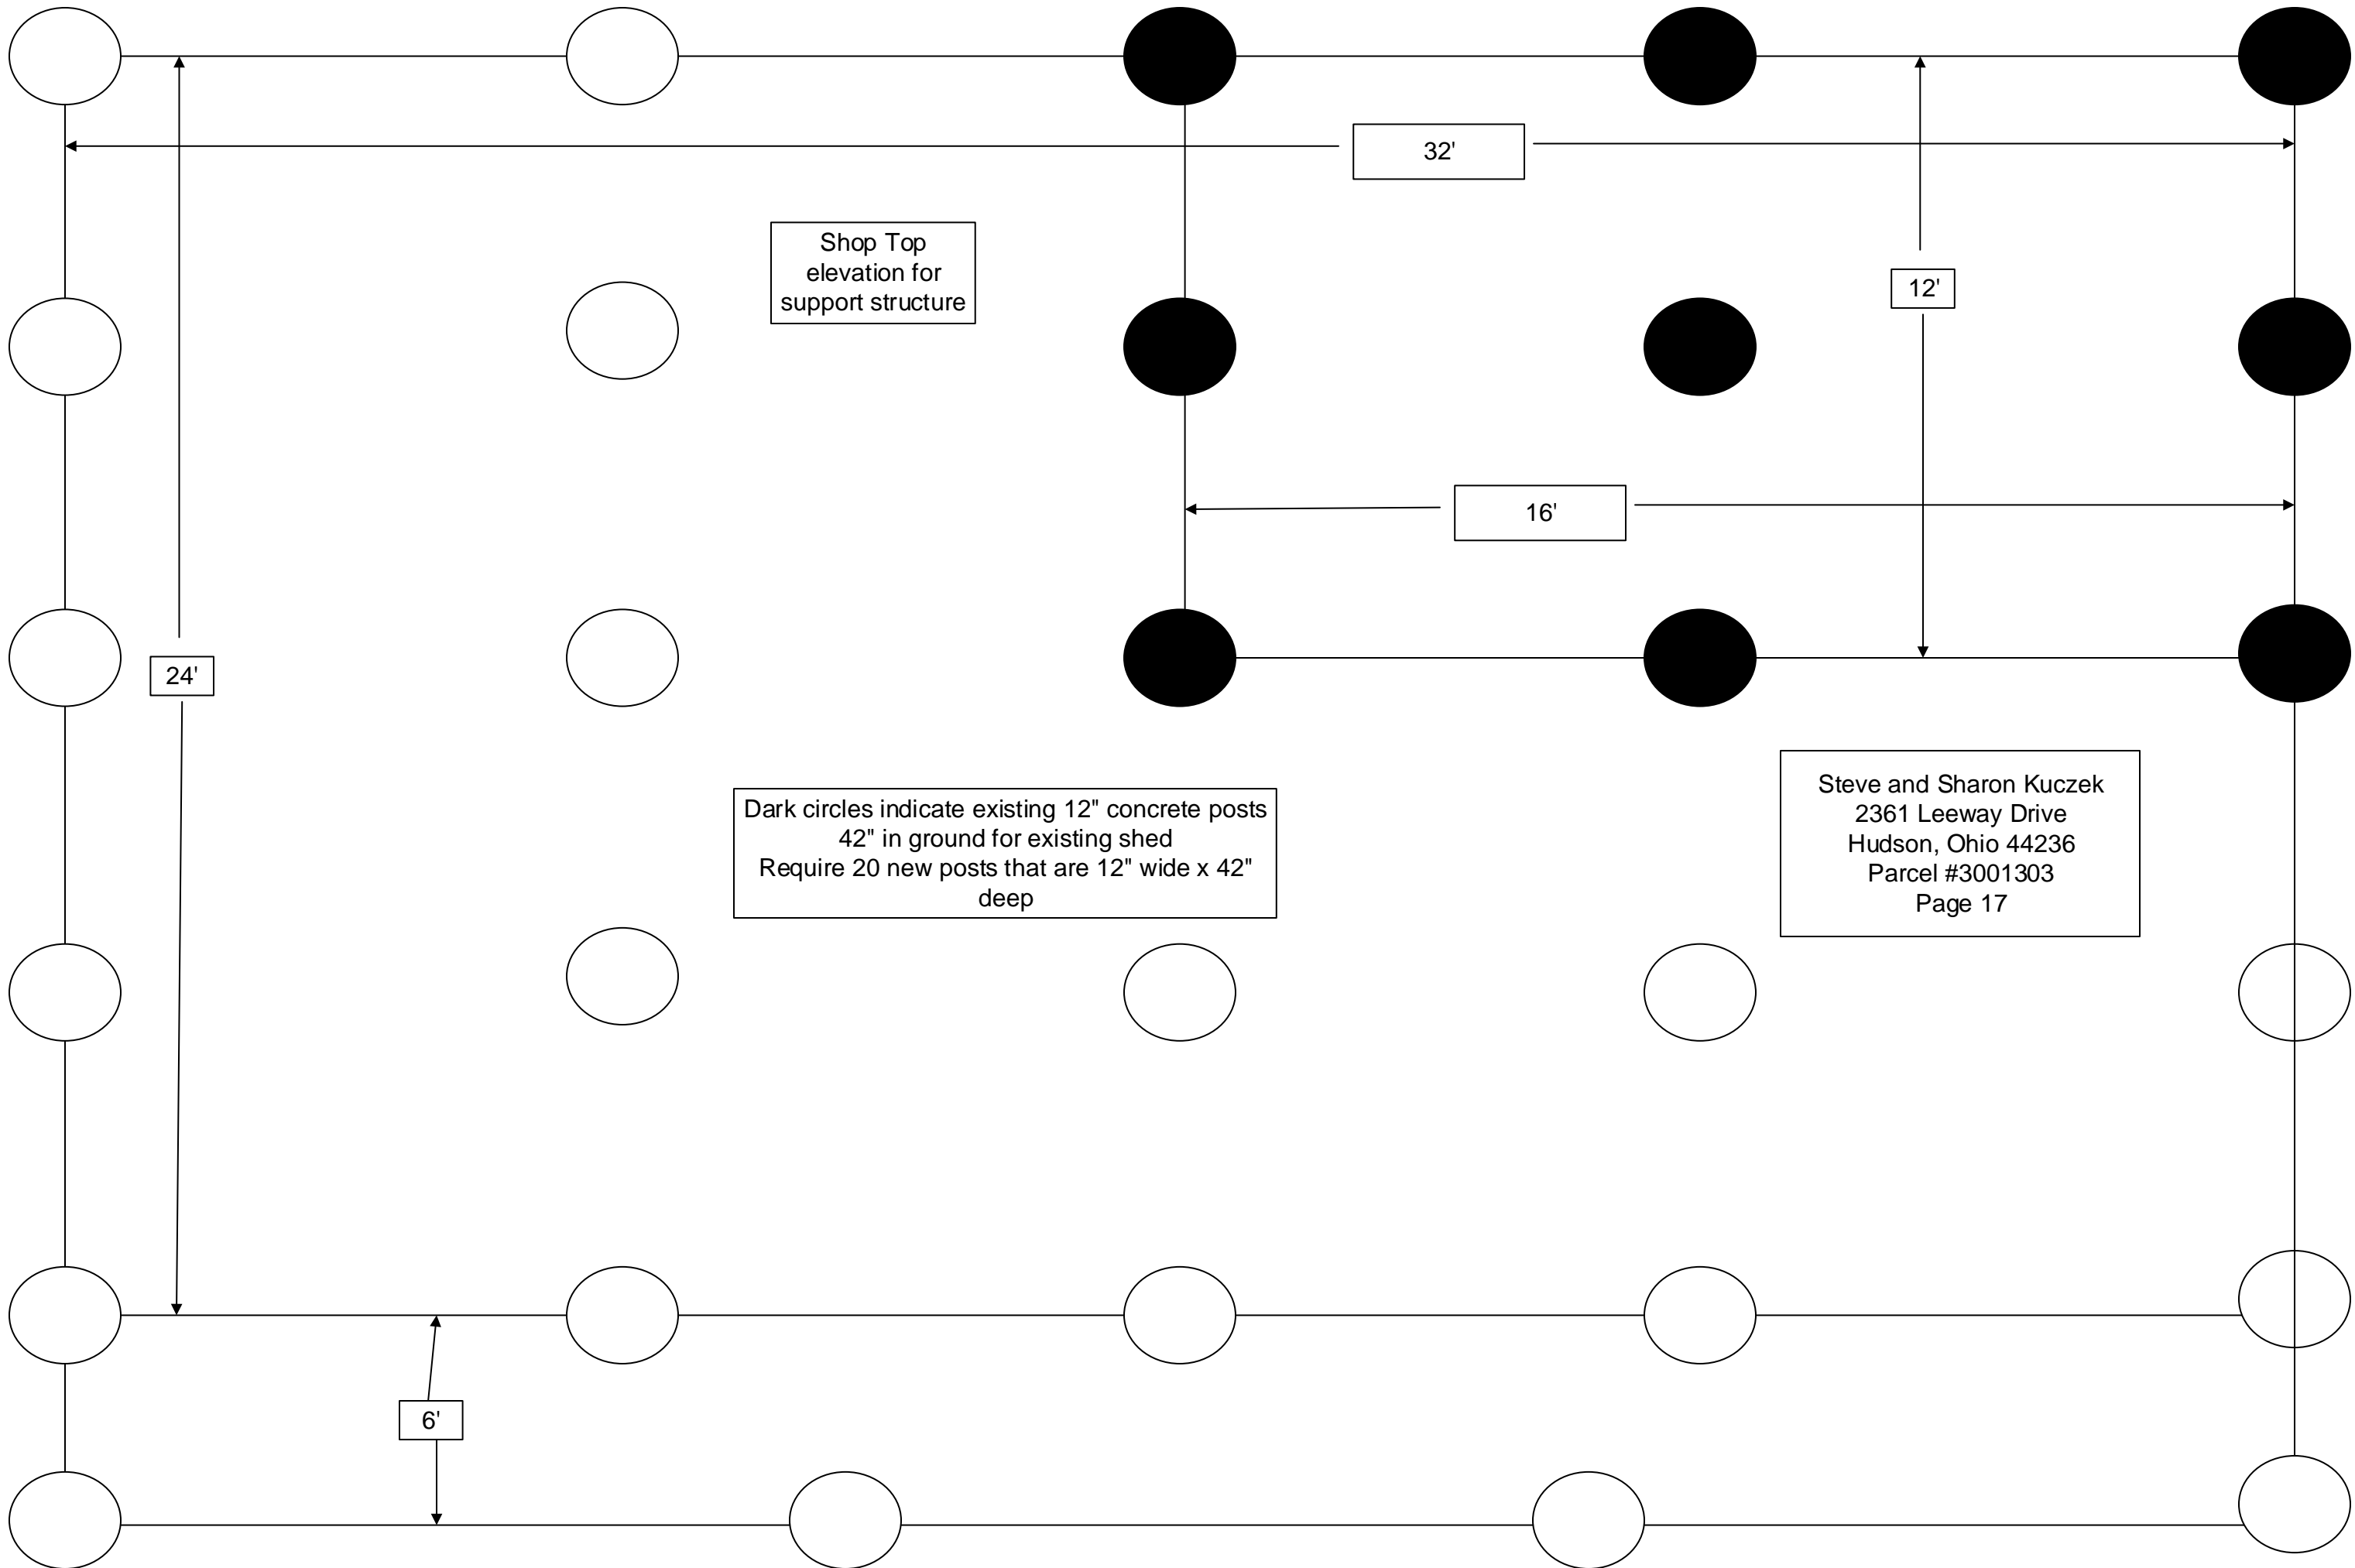 32'
Shop Top
elevation for
support structure
12'
16'
24'
Dark circles indicate existing 12" concrete posts
42" in ground for existing shed
Require 20 new posts that are 12" wide x 42"
deep
Steve and Sharon Kuczek
2361 Leeway Drive
Hudson, Ohio 44236
Parcel #3001303
Page 17
6'